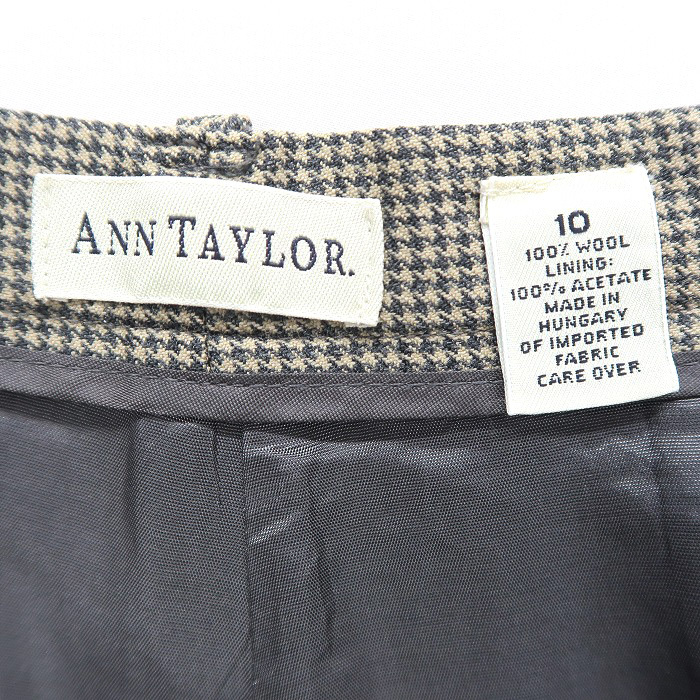 ANN TAYLOR.
10
100% WOOL
LINING:
100% ACETATE
MADE IN
HUNGARY
OF IMPORTED
FABRIC
CARE OVER